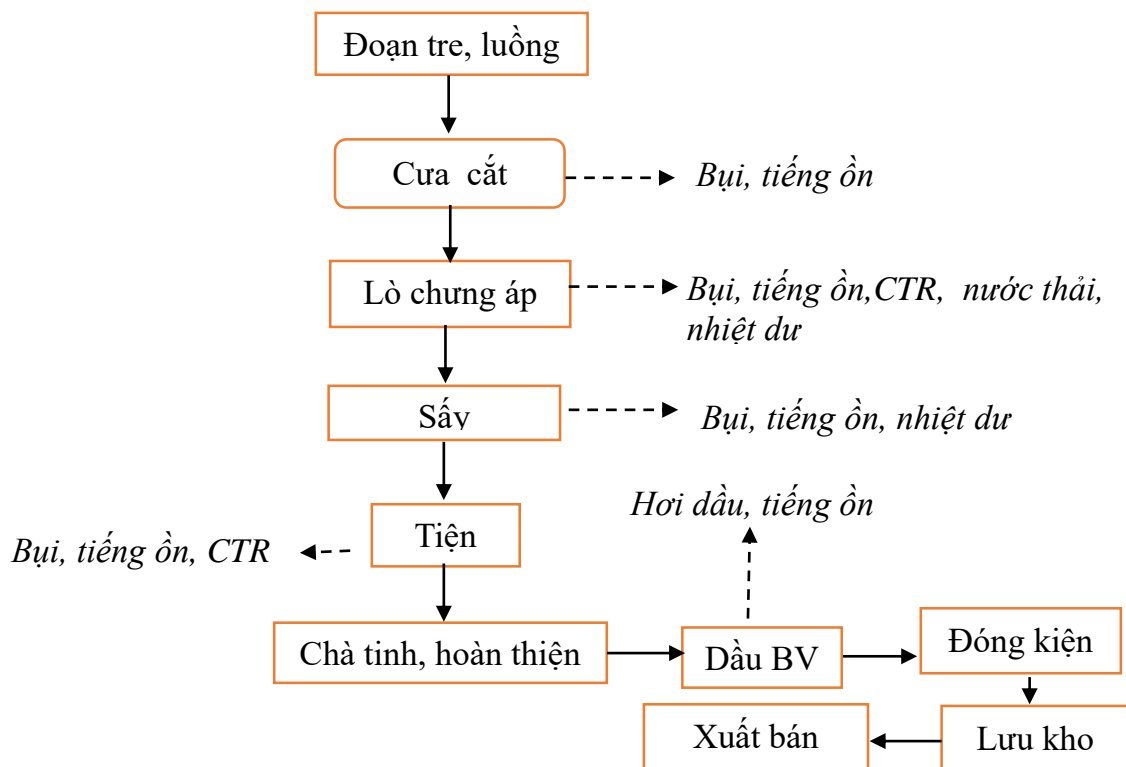 Đoạn tre, luồng
Cưa cắt
Bụi, tiếng ồn
Lò chưng áp
Bụi, tiếng ồn,CTR, nước thải,
nhiệt dư
Sấy
Bụi, tiếng ồn, nhiệt dư
Hơi dầu, tiếng ồn
Tiện
Bụi, tiếng ồn, CTR
Chà tinh, hoàn thiện
Dầu BV
Đóng kiện
Xuất bán
Lưu kho